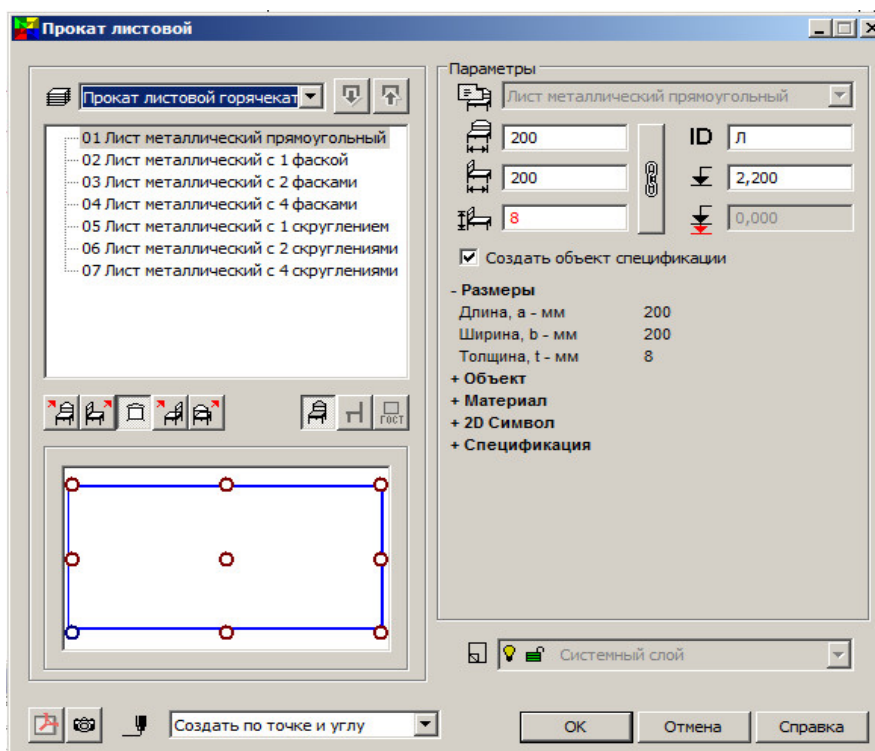 Прокат листовой
Прокат листовой горячекат
01 Лист металлический прямоугольный
02 Лист металлический с 1 фаской
03 Лист металлический с 2 фасками
04 Лист металлический с 4 фасками
05 Лист металлический с 1 скруглением
06 Лист металлический с 2 скруглениями
07 Лист металлический с 4 скруглениями
ГОСТ
Параметры
Лист металлический прямоугольный
200 ID Л
200 2,200
8 0,000
Создать объект спецификации
- Размеры
Длина, a - мм 200
Ширина, b - мм 200
Толщина, t - мм 8
+ Объект
+ Материал
+ 2D Символ
+ Спецификация
Системный слой
Создать по точке и углу
ОК Отмена Справка